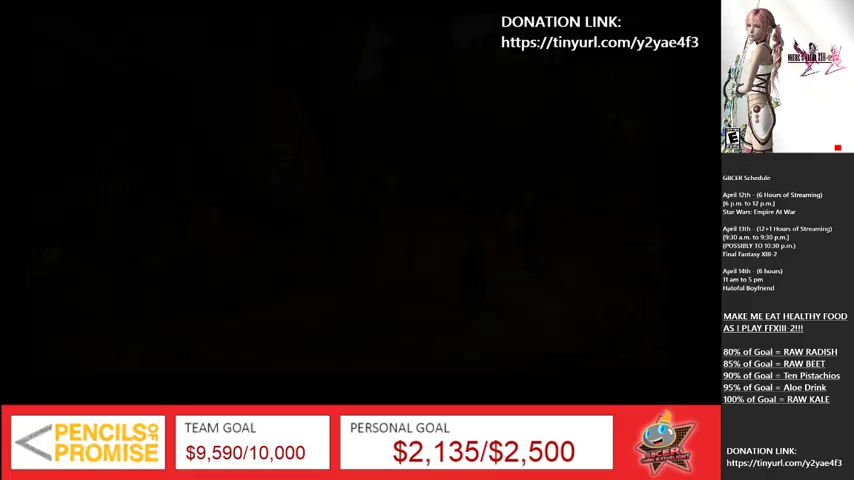 DONATION LINK:
https://tinyurl.com/y2yae4f3
XIII-2
E
GIICER Schedule
April 12th - (6 Hours of Streaming)
[6 p.m. to 12 p.m.]
Star Wars: Empire At War
April 13th - (12+1 Hours of Streaming)
[9:30 a.m. to 9:30 p.m.]
(POSSIBLY TO 10:30 p.m.)
Final Fantasy XIII-2
April 14th - (6 hours)
11 am to 5 pm
Hatoful Boyfriend
MAKE ME EAT HEALTHY FOOD
AS I PLAY FFXIII-2!!!
80% of Goal = RAW RADISH
85% of Goal = RAW BEET
90% of Goal = Ten Pistachios
95% of Goal = Aloe Drink
100% of Goal = RAW KALE
PENCILS OF
PROMISE
TEAM GOAL
$9,590/10,000
PERSONAL GOAL
$2,135/$2,500
DONATION LINK:
https://tinyurl.com/y2yae4f3